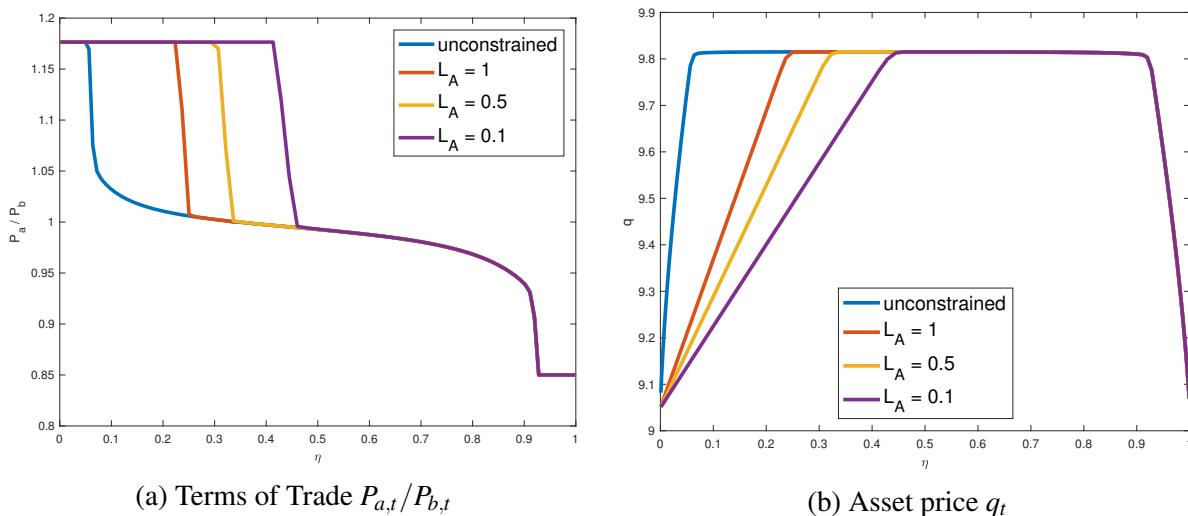 1.2
1.15
1.1
1.05
1
0.95
0.9
0.85
0.8
P_a / P_b
0 0.1 0.2 0.3 0.4 0.5 0.6 0.7 0.8 0.9 1
η
unconstrained
L_A = 1
L_A = 0.5
L_A = 0.1
(a) Terms of Trade P_{a,t}/P_{b,t}
9.9
9.8
9.7
9.6
9.5
9.4
9.3
9.2
9.1
9
q
0 0.1 0.2 0.3 0.4 0.5 0.6 0.7 0.8 0.9 1
η
unconstrained
L_A = 1
L_A = 0.5
L_A = 0.1
(b) Asset price q_t